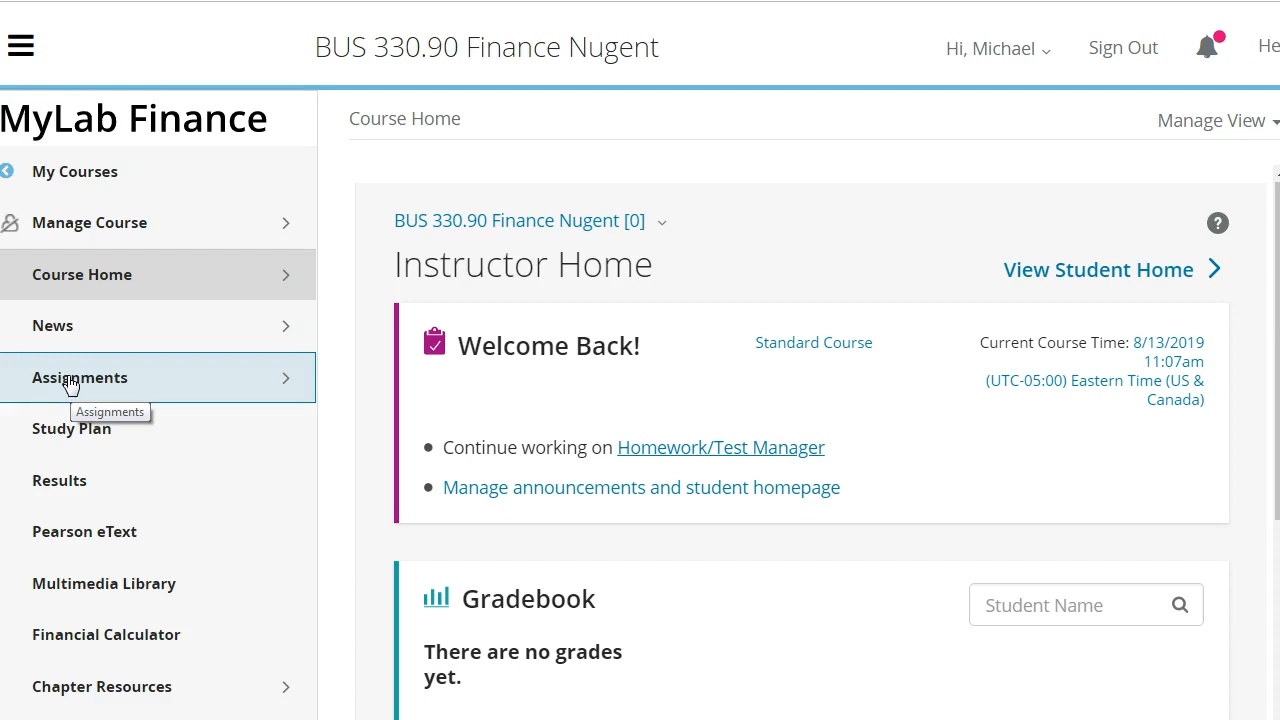 BUS 330.90 Finance Nugent
Hi, Michael
Sign Out
MyLab Finance
Course Home
Manage View
My Courses
Manage Course
Course Home
News
Assignments
Assignments
Study Plan
Results
Pearson eText
Multimedia Library
Financial Calculator
Chapter Resources
BUS 330.90 Finance Nugent [0]
?
Instructor Home
View Student Home
Welcome Back!
Standard Course
Current Course Time: 8/13/2019
11:07am
(UTC-05:00) Eastern Time (US &
Canada)
Continue working on Homework/Test Manager
Manage announcements and student homepage
Gradebook
Student Name
There are no grades
yet.